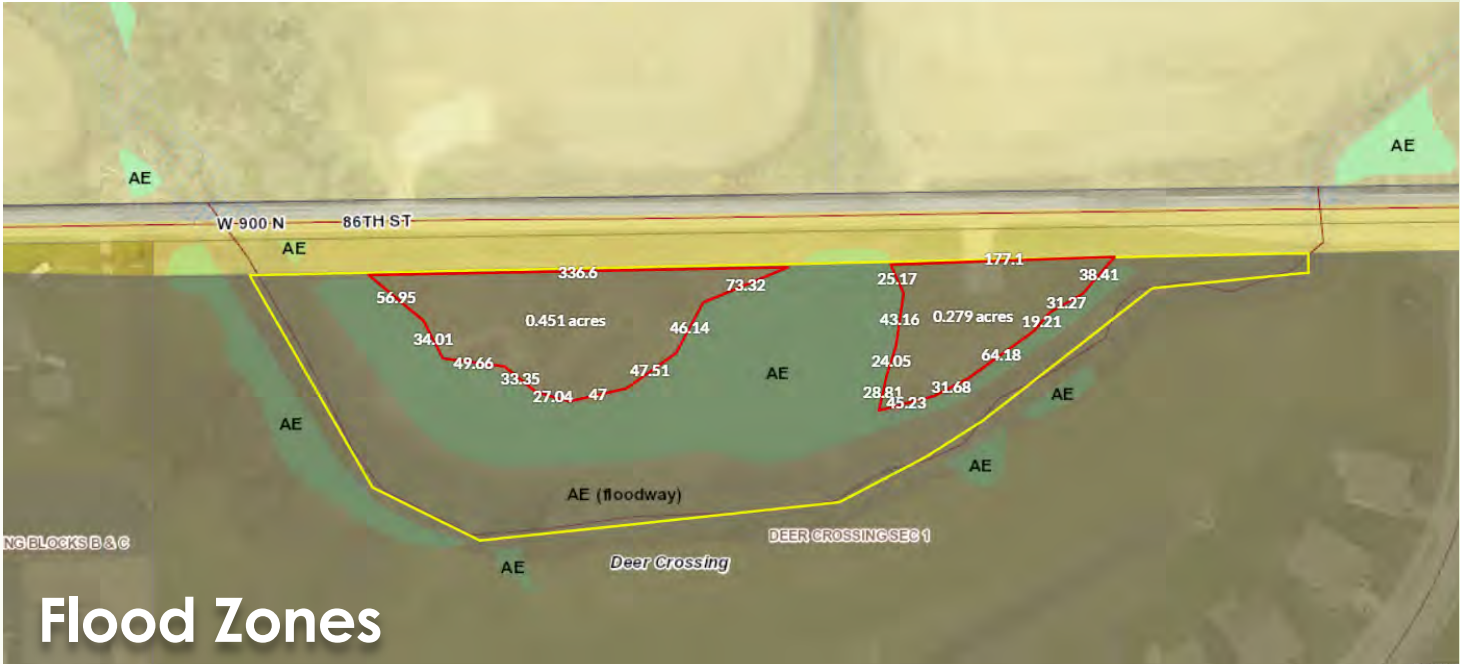 AE
AE
W 900 N
86TH ST
AE
336.6
177.1
56.95
73.32
25.17
38.41
31.27
0.451 acres
43.16
0.279 acres
19.21
34.01
46.14
49.66
47.51
24.05
64.18
33.35
AE
27.04
47
28.81
31.68
45.23
AE
AE
AE
AE (floodway)
NG BLOCKS B & C
DEER CROSSING SEC 1
AE
Deer Crossing
Flood Zones